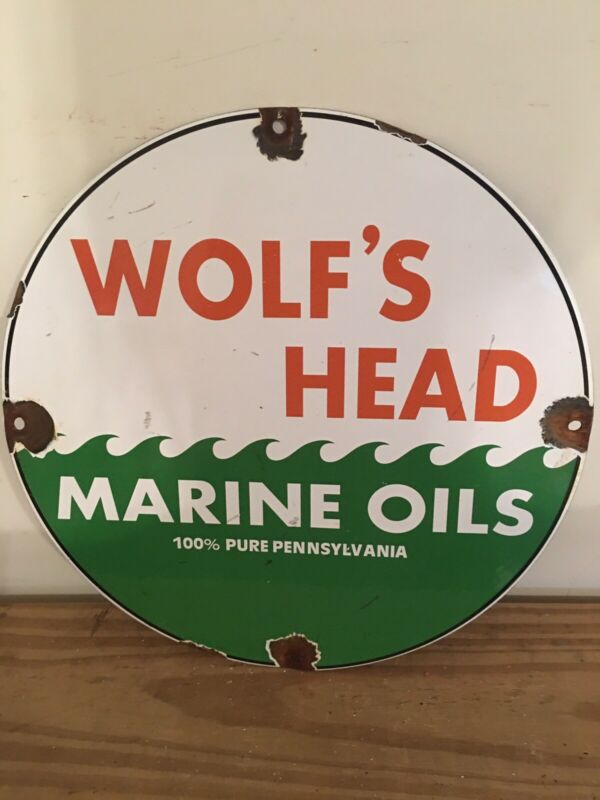 WOLF'S
HEAD
MARINE OILS
100% PURE PENNSYLVANIA